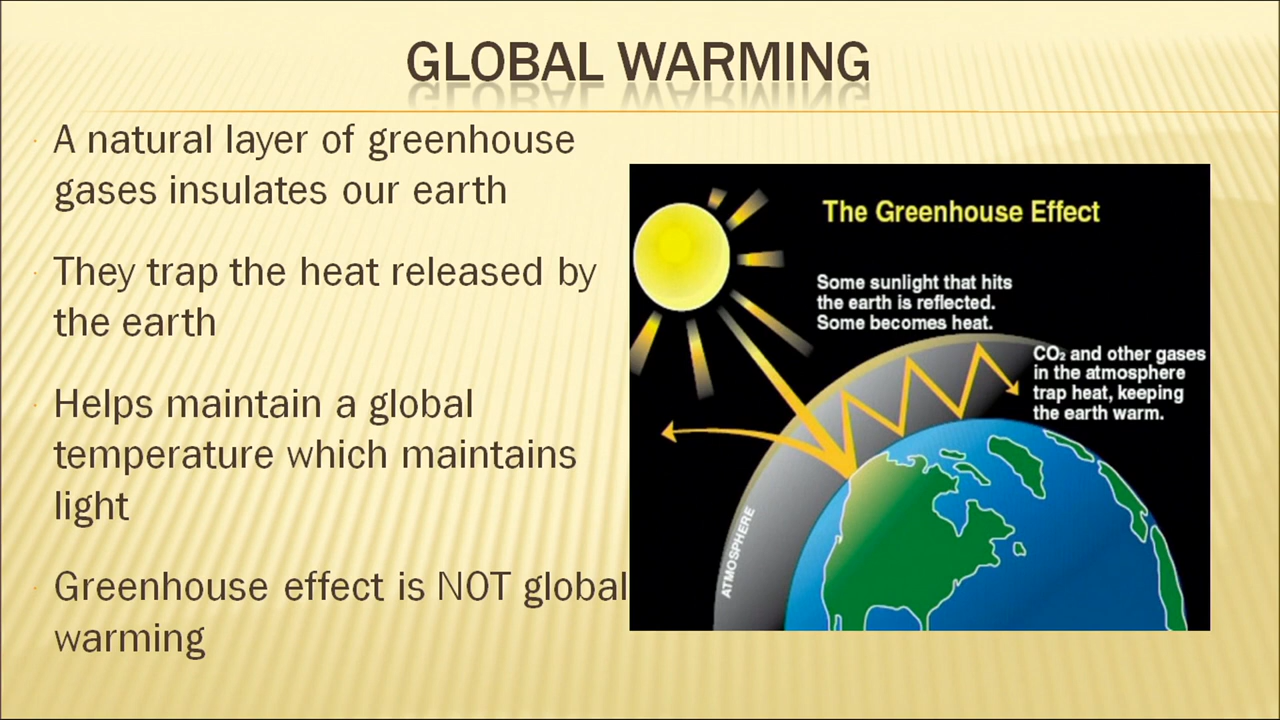 GLOBAL WARMING
A natural layer of greenhouse
gases insulates our earth
They trap the heat released by
the earth
Helps maintain a global
temperature which maintains
light
Greenhouse effect is NOT global
warming
The Greenhouse Effect
Some sunlight that hits
the earth is reflected.
Some becomes heat.
CO₂ and other gases
in the atmosphere
trap heat, keeping
the earth warm.
ATMOSPHERE